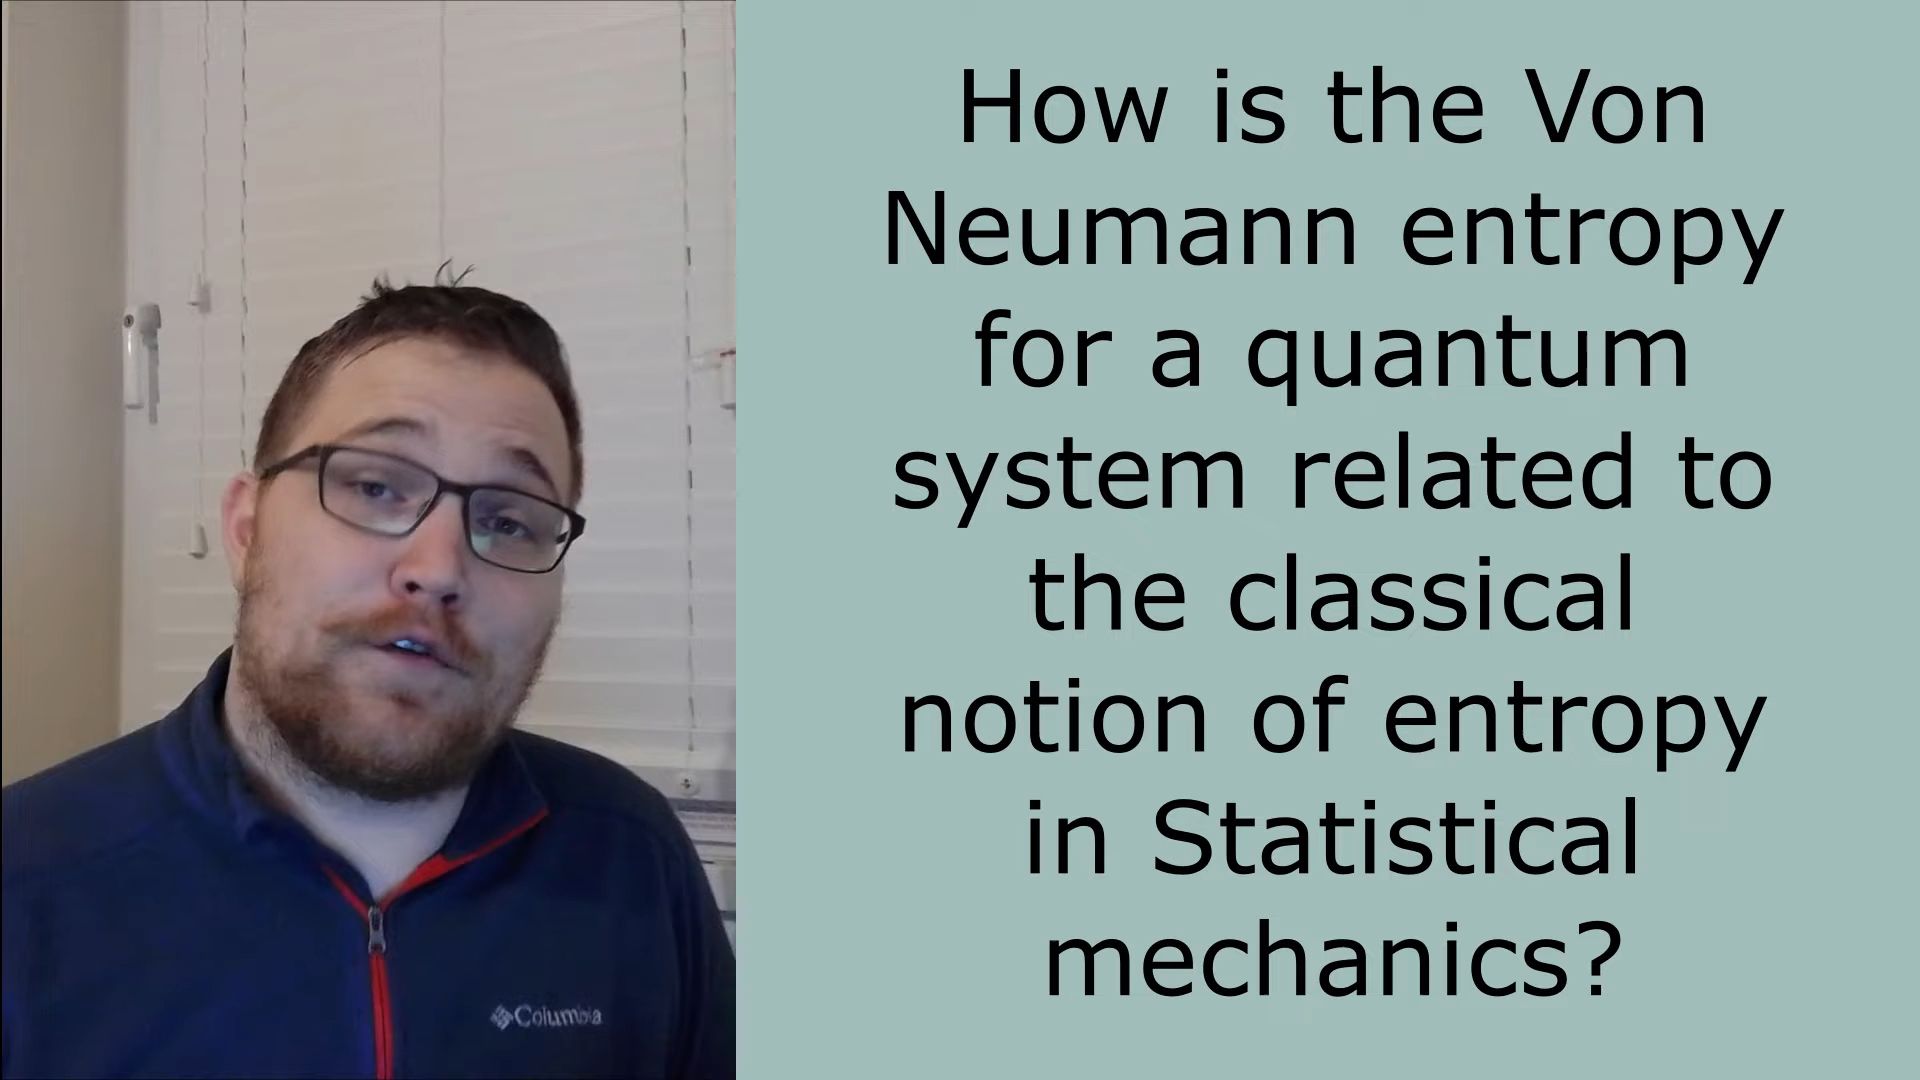 How is the Von
Neumann entropy
for a quantum
system related to
the classical
notion of entropy
in Statistical
mechanics?
Columbia